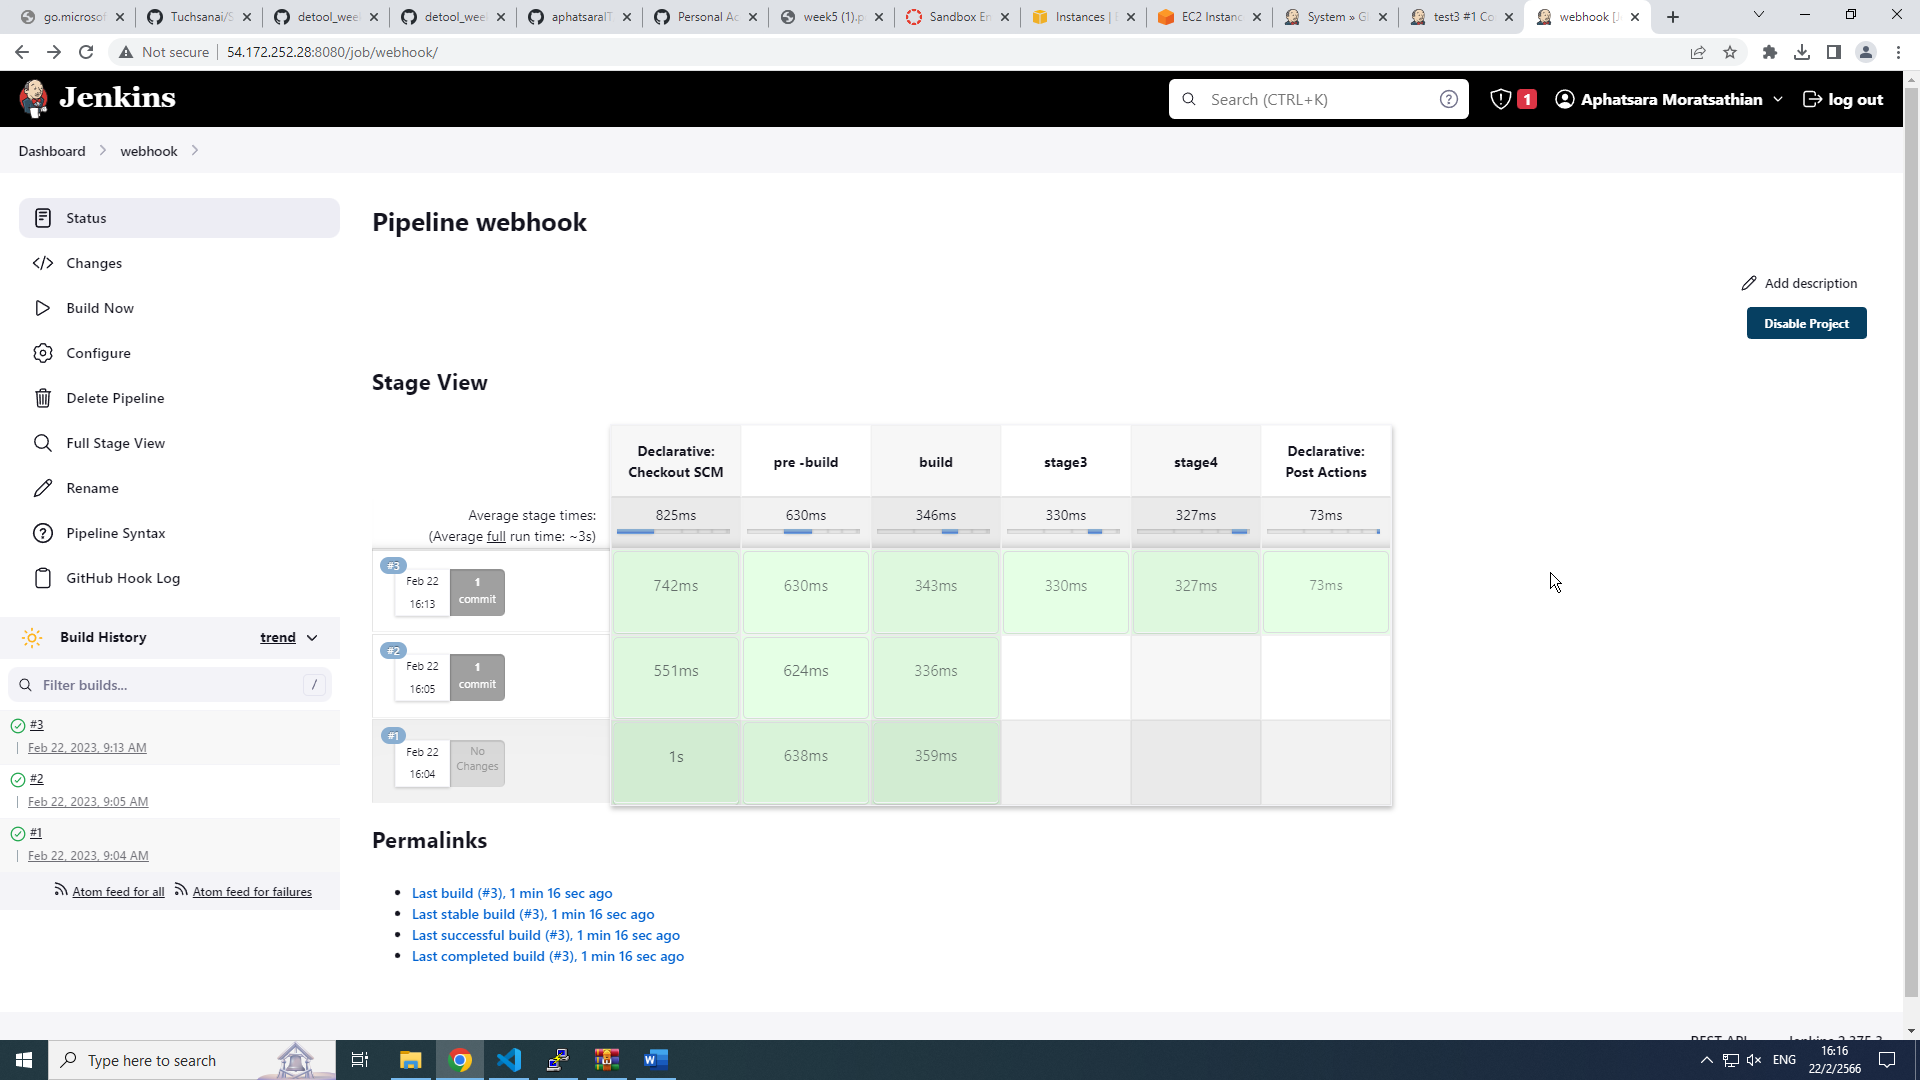 go.microsof
Tuchsanai/S
detool_wee
detool_wee
aphatsaraIT
Personal Ac
week5 (1).p
Sandbox En
Instances | E
EC2 Instanc
System » Gi
test3 #1 Co
webhook [J
Not secure
54.172.252.28:8080/job/webhook/
Jenkins
Search (CTRL+K)
1
Aphatsara Moratsathian
log out
Dashboard
webhook
Status
Changes
Build Now
Configure
Delete Pipeline
Full Stage View
Rename
Pipeline Syntax
GitHub Hook Log
Build History
trend
Filter builds...
/
#3
Feb 22, 2023, 9:13 AM
#2
Feb 22, 2023, 9:05 AM
#1
Feb 22, 2023, 9:04 AM
Atom feed for all
Atom feed for failures
Pipeline webhook
Add description
Disable Project
Stage View
Declarative: Checkout SCM
pre -build
build
stage3
stage4
Declarative: Post Actions
Average stage times:
(Average full run time: ~3s)
825ms
630ms
346ms
330ms
327ms
73ms
#3
Feb 22
16:13
1
commit
742ms
630ms
343ms
330ms
327ms
73ms
#2
Feb 22
16:05
1
commit
551ms
624ms
336ms
#1
Feb 22
16:04
No
Changes
1s
638ms
359ms
Permalinks
Last build (#3), 1 min 16 sec ago
Last stable build (#3), 1 min 16 sec ago
Last successful build (#3), 1 min 16 sec ago
Last completed build (#3), 1 min 16 sec ago
REST API
Jenkins 2.375.3
Type here to search
ENG
16:16
22/2/2566